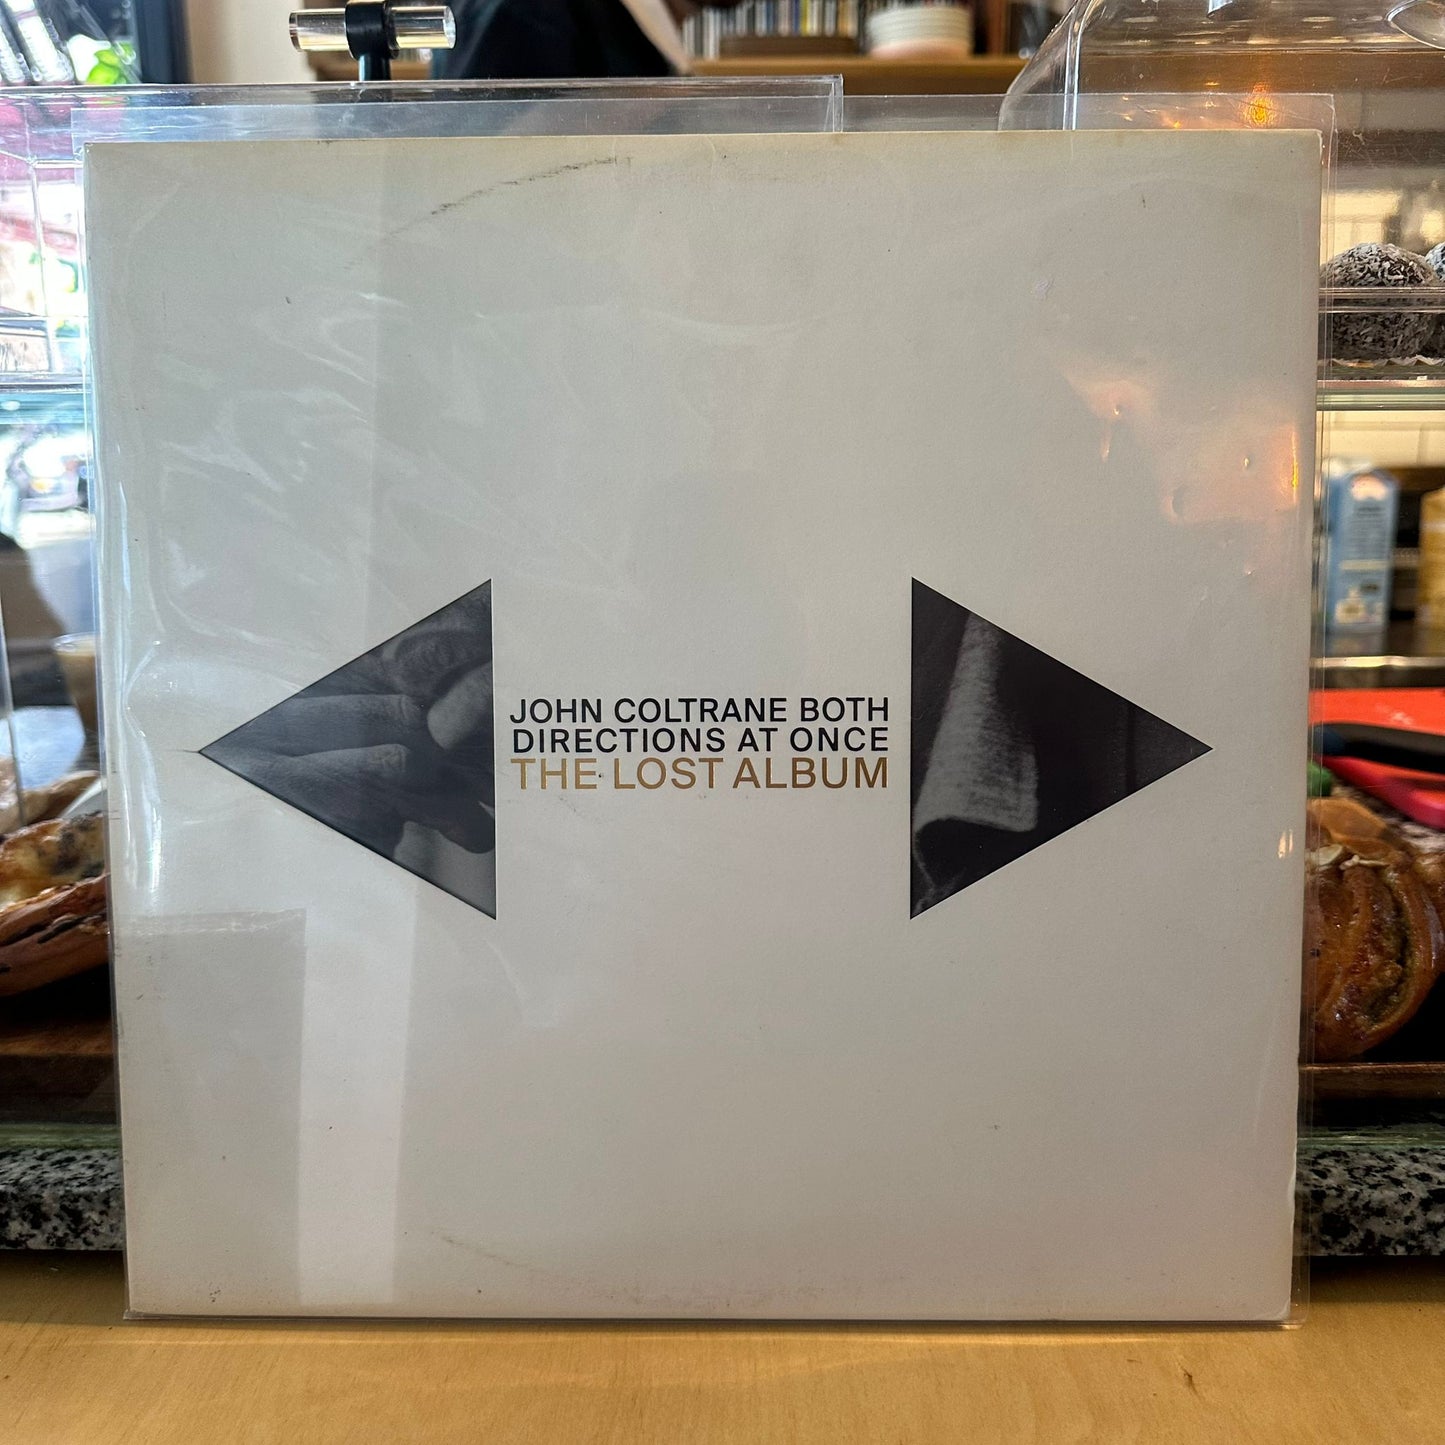 JOHN COLTRANE BOTH
DIRECTIONS AT ONCE
THE LOST ALBUM